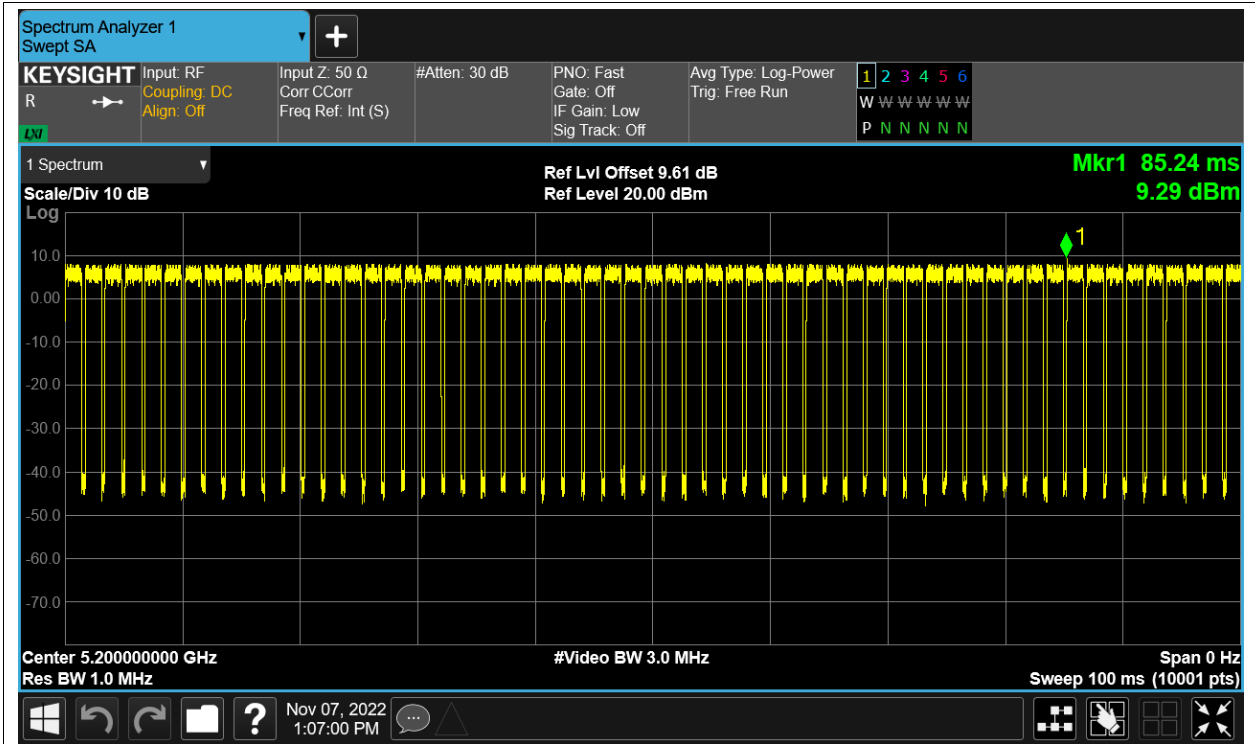 Spectrum Analyzer 1
Swept SA
KEYSIGHT
R
LXI
Input: RF
Coupling: DC
Align: Off
Input Z: 50 Ω
Corr CCorr
Freq Ref: Int (S)
#Atten: 30 dB
PNO: Fast
Gate: Off
IF Gain: Low
Sig Track: Off
Avg Type: Log-Power
Trig: Free Run
1 2 3 4 5 6
W W W W W W
P N N N N N
1 Spectrum
Scale/Div 10 dB
Ref Lvl Offset 9.61 dB
Ref Level 20.00 dBm
Mkr1 85.24 ms
9.29 dBm
Log
1
10.0
0.00
-10.0
-20.0
-30.0
-40.0
-50.0
-60.0
-70.0
Center 5.200000000 GHz
#Video BW 3.0 MHz
Span 0 Hz
Res BW 1.0 MHz
Sweep 100 ms (10001 pts)
?
Nov 07, 2022
1:07:00 PM